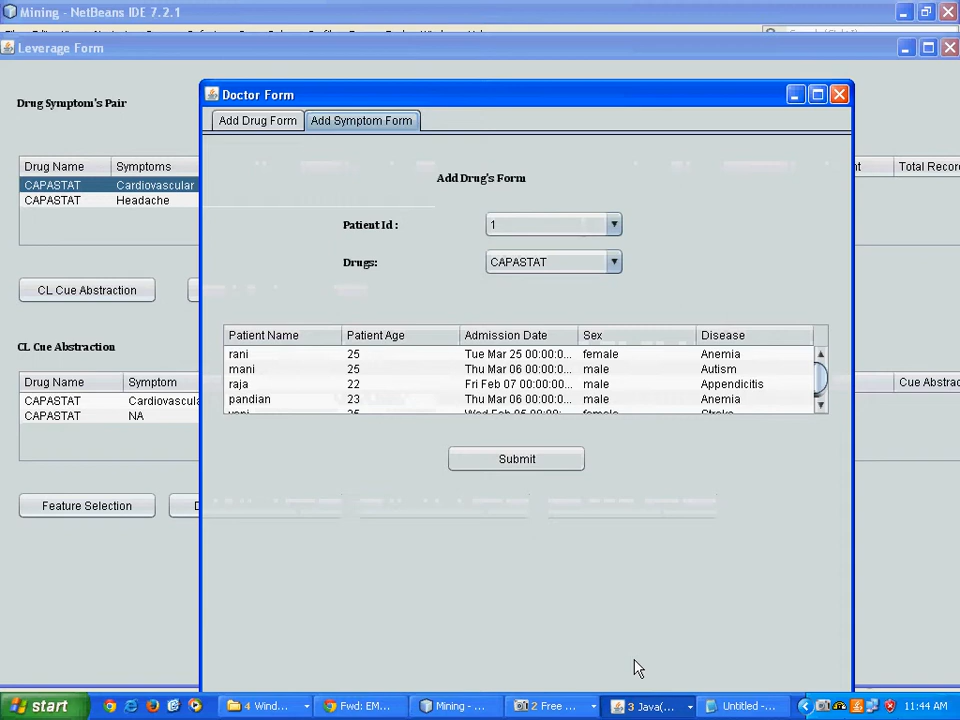 Mining - NetBeans IDE 7.2.1
Leverage Form
Drug Symptom's Pair
Drug Name Symptoms
CAPASTAT Cardiovascular
CAPASTAT Headache
Total Recor
CL Cue Abstraction
CL Cue Abstraction
Drug Name Symptom
CAPASTAT Cardiovascula
CAPASTAT NA
Cue Abstrac
Feature Selection
Doctor Form
Add Drug Form Add Symptom Form
Add Drug's Form
Patient Id : 1
Drugs: CAPASTAT
Patient Name Patient Age Admission Date Sex Disease
rani 25 Tue Mar 25 00:00:0... female Anemia
mani 25 Thu Mar 06 00:00:0... male Autism
raja 22 Fri Feb 07 00:00:00... male Appendicitis
pandian 23 Thu Mar 06 00:00:0... male Anemia
Submit
start 4 Wind... Fwd: EM... Mining - ... 2 Free ... 3 Java(... Untitled -... 11:44 AM